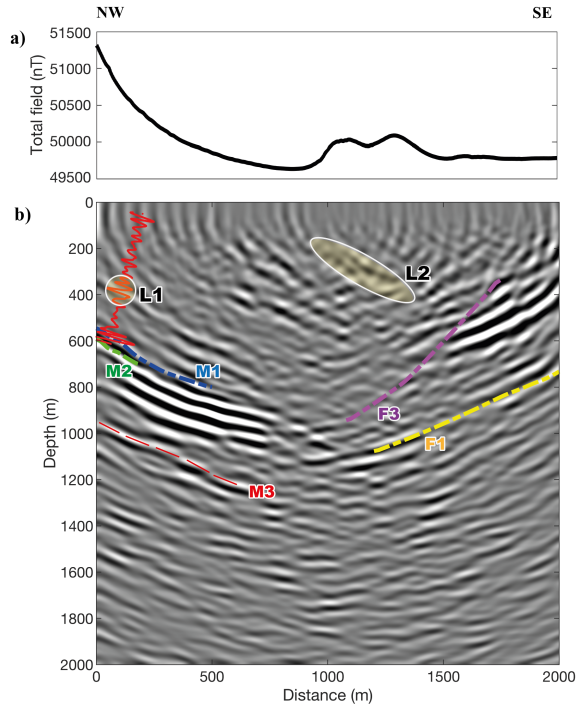 NW SE
a)
Total field (nT)
51500
51000
50500
50000
49500
b)
Depth (m)
0
200
400
600
800
1000
1200
1400
1600
1800
2000
L1
L2
M2
M1
F3
F1
M3
0 500 1000 1500 2000
Distance (m)